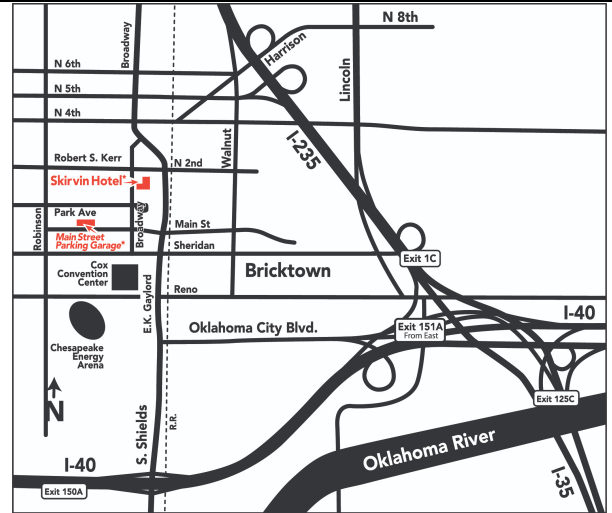 N 8th
Broadway
Harrison
Lincoln
N 6th
N 5th
N 4th
I-235
Walnut
Robert S. Kerr
N 2nd
Skirvin Hotel*
Park Ave
Robinson
Broadway
Main Street
Parking Garage*
Main St
Sheridan
Exit 1C
Cox
Convention
Center
Bricktown
Reno
E.K. Gaylord
I-40
Oklahoma City Blvd.
Exit 151A
From East
Chesapeake
Energy
Arena
N
Exit 125C
S. Shields
R.R.
Oklahoma River
I-40
Exit 150A
I-35